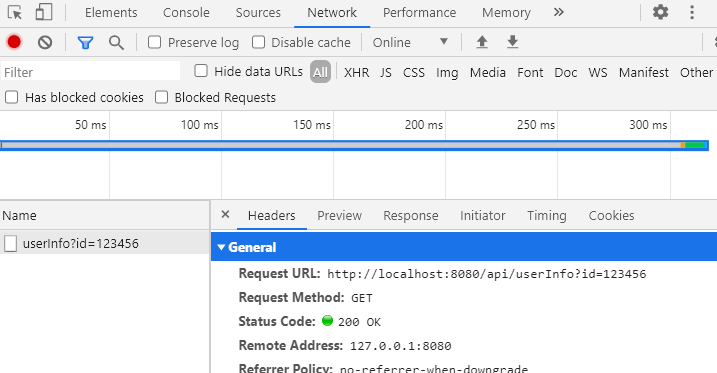 Elements Console Sources Network Performance Memory »
Preserve log Disable cache Online
Filter Hide data URLs All XHR JS CSS Img Media Font Doc WS Manifest Other
Has blocked cookies Blocked Requests
50 ms 100 ms 150 ms 200 ms 250 ms 300 ms
Name × Headers Preview Response Initiator Timing Cookies
userInfo?id=123456
General
Request URL: http://localhost:8080/api/userInfo?id=123456
Request Method: GET
Status Code: 200 OK
Remote Address: 127.0.0.1:8080
Referrer Policy: no-referrer-when-downgrade